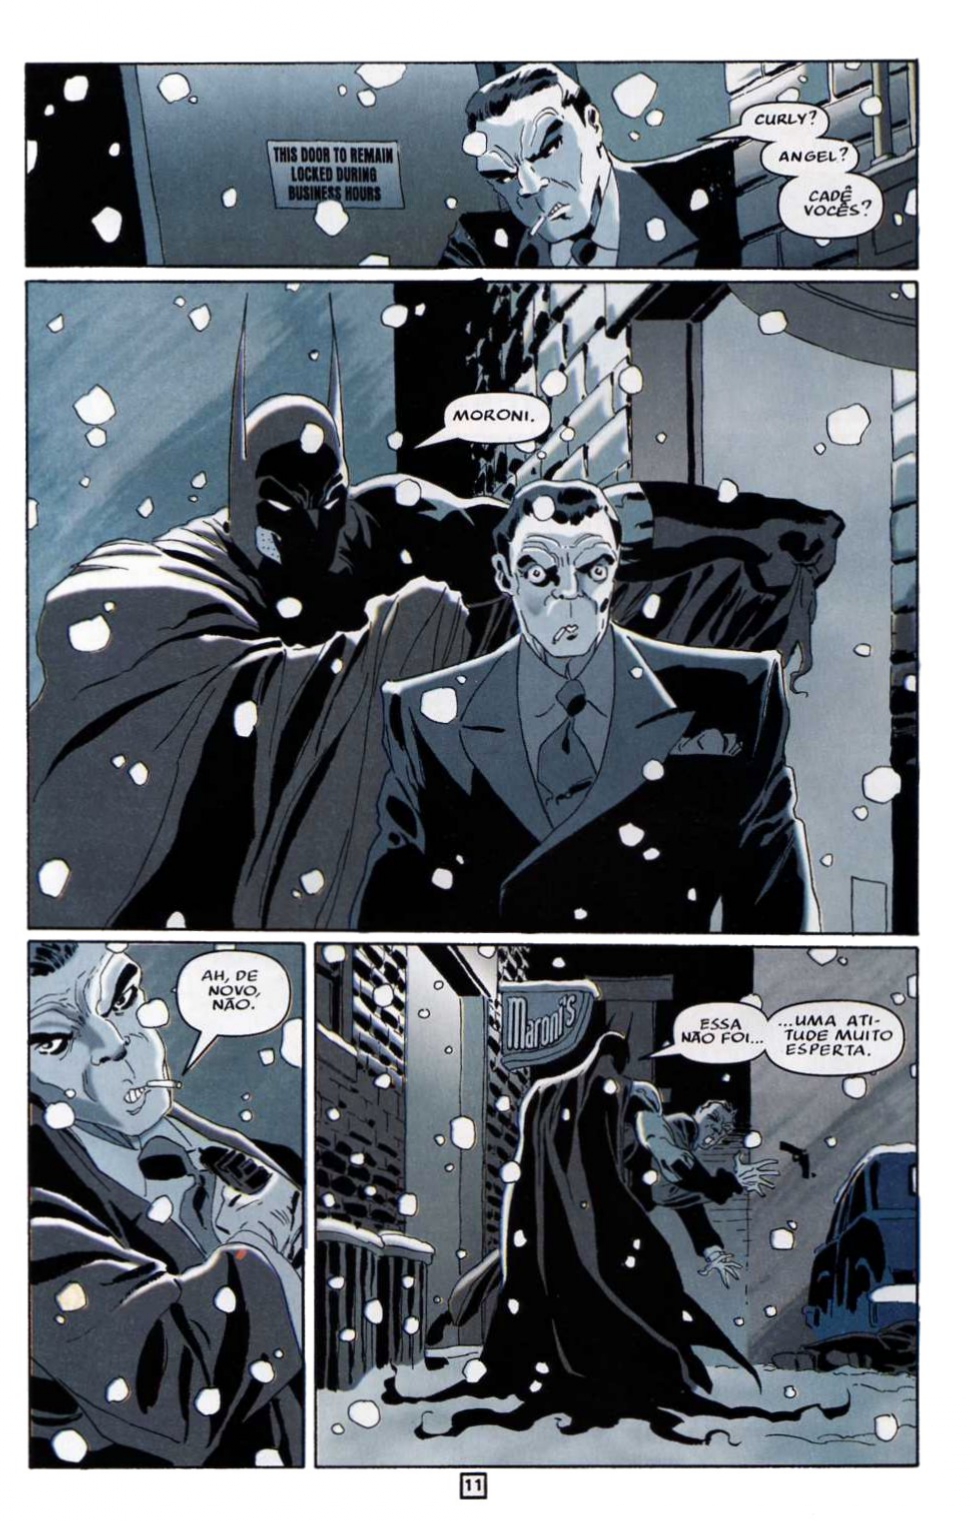 THIS DOOR TO REMAIN
LOCKED DURING
BUSINESS HOURS
CURLY?
ANGEL?
CADÊ
VOCÊS?
MORONI.
AH, DE
NOVO,
NÃO.
Maroni's
ESSA
NÃO FOI...
...UMA ATI-
TUDE MUITO
ESPERTA.
11